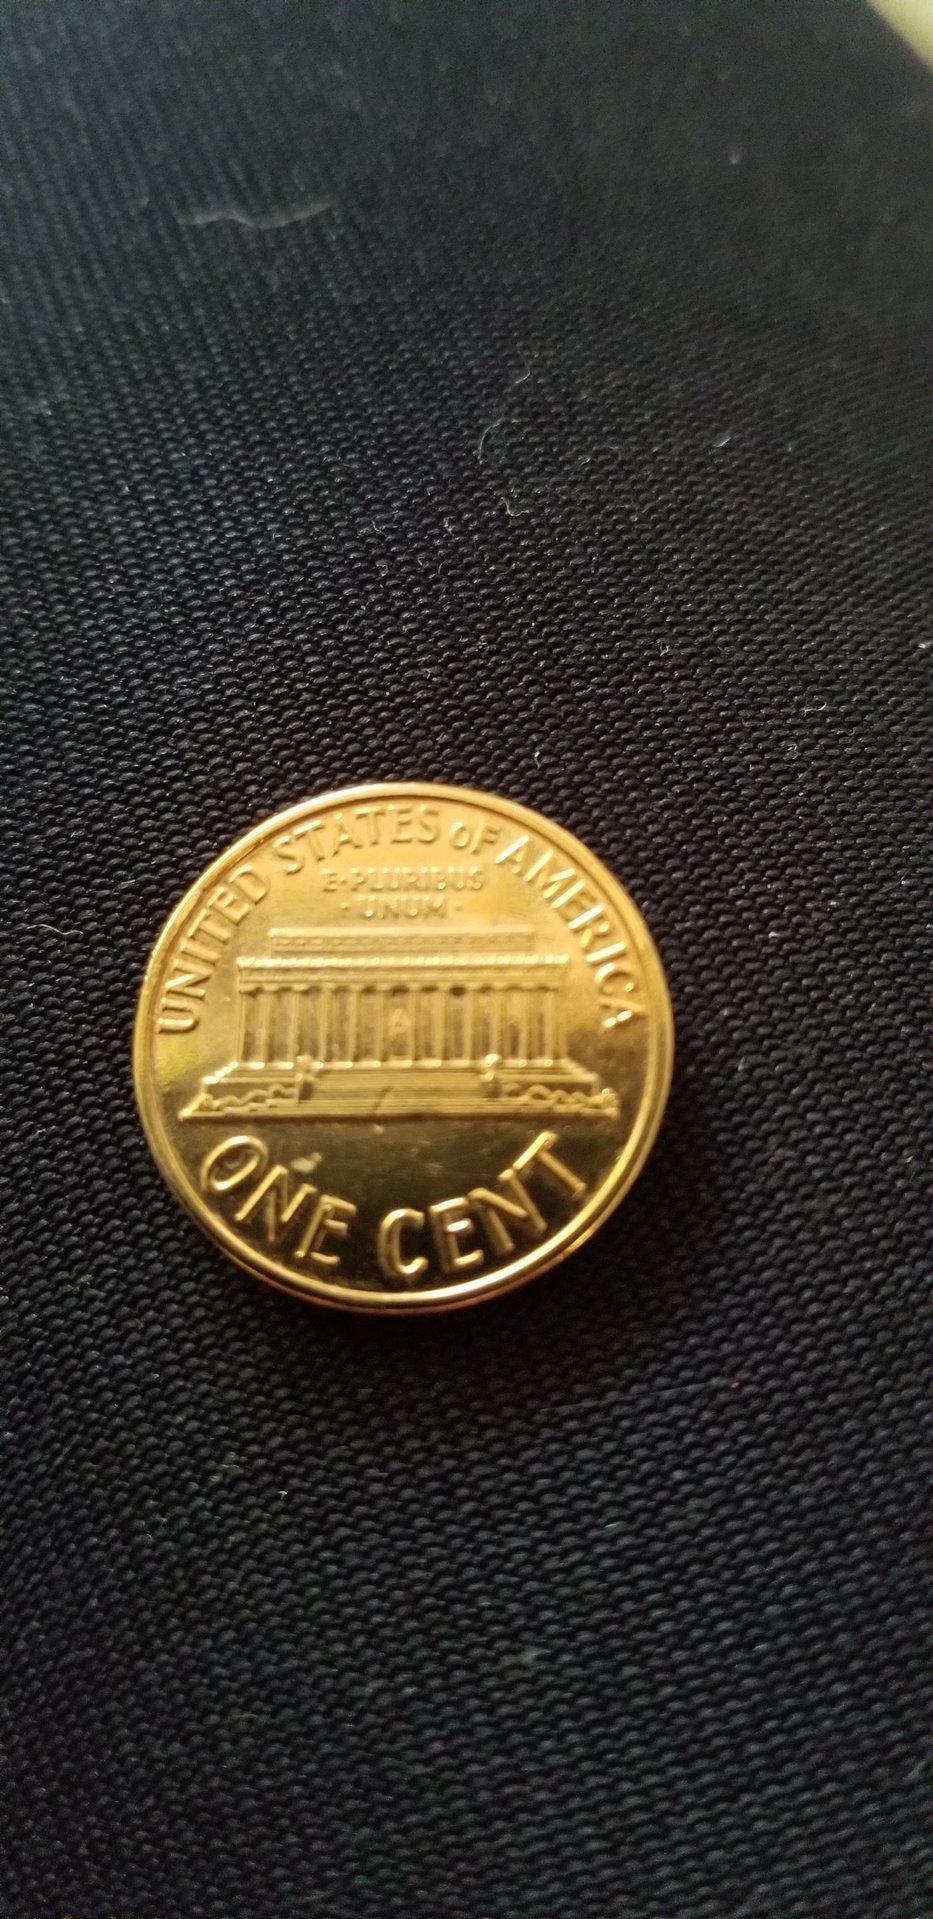 UNITED STATES OF AMERICA
E·PLURIBUS
·UNUM·
ONE CENT